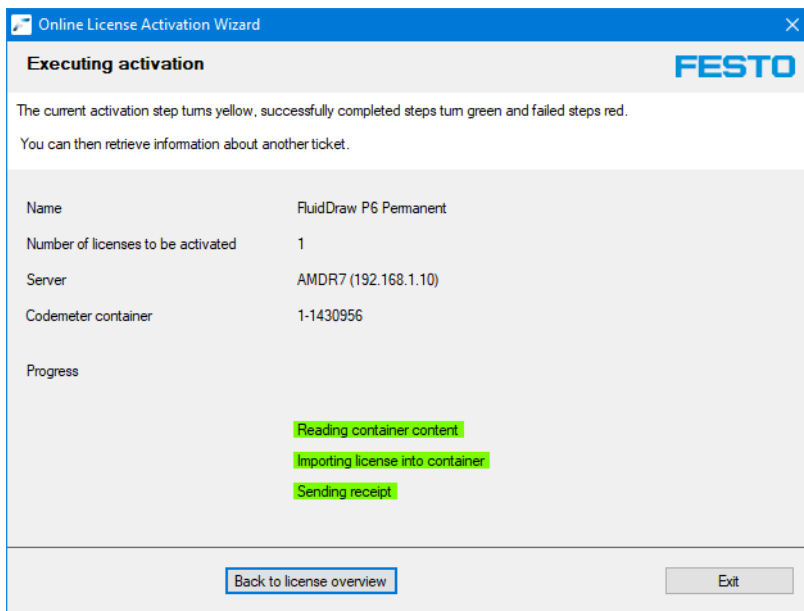 Online License Activation Wizard
Executing activation
FESTO
The current activation step turns yellow, successfully completed steps turn green and failed steps red.
You can then retrieve information about another ticket.
Name FluidDraw P6 Permanent
Number of licenses to be activated 1
Server AMDR7 (192.168.1.10)
Codemeter container 1-1430956
Progress
Reading container content
Importing license into container
Sending receipt
Back to license overview Exit